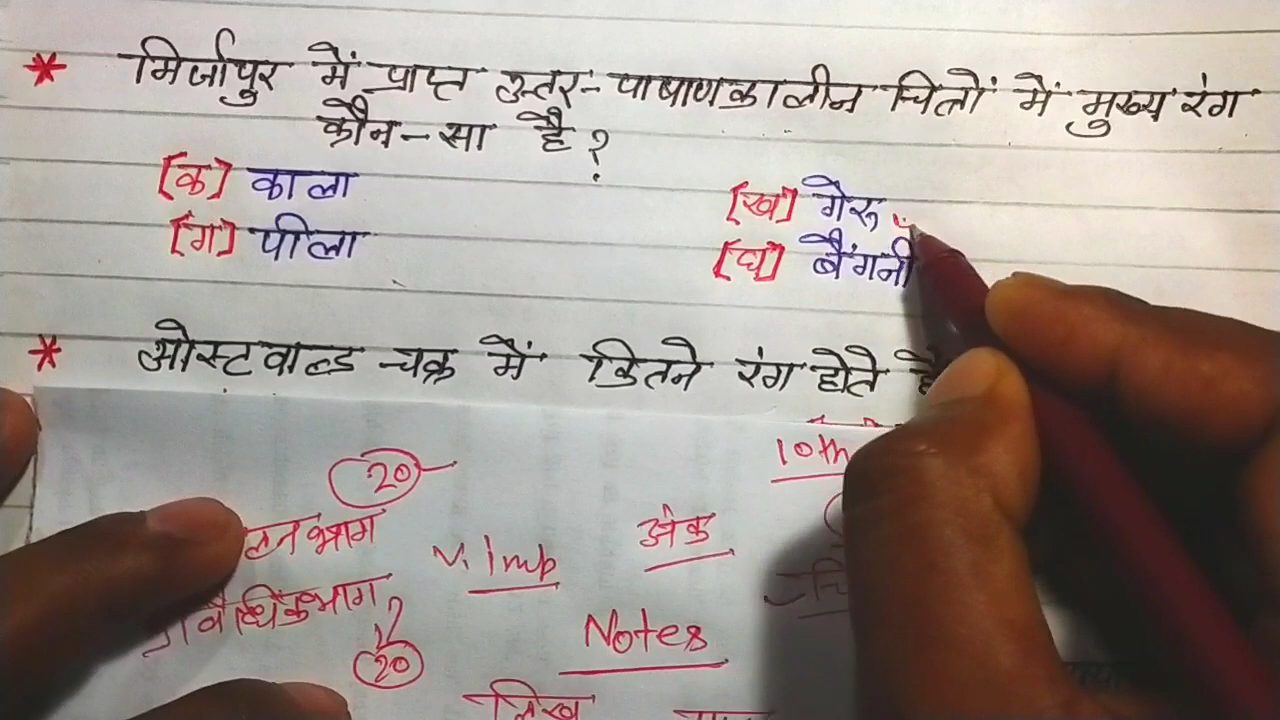 * मिर्जापुर में प्राप्त उत्तर-पाषाणकालीन चित्रों में मुख्य रंग
कौन-सा है?
[क] काला [ख] गेरु
[ग] पीला [घ] बैंगनी
* ओस्टवाल्ड चक्र में कितने रंग होते है
20 10th
V. Imp अंक
भाग
20 Notes
लिख